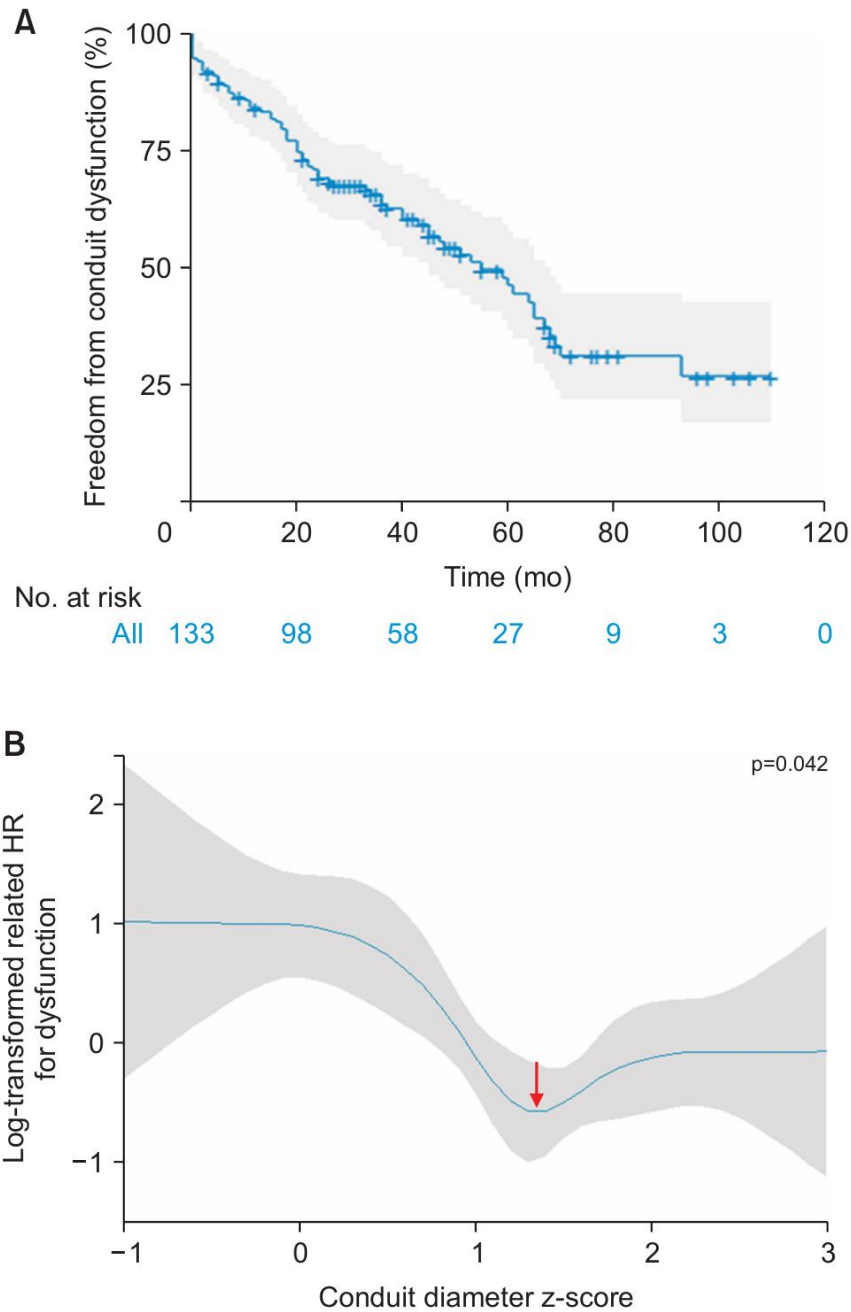 A
Freedom from conduit dysfunction (%)
100
75
50
25
0 20 40 60 80 100 120
Time (mo)
No. at risk
All 133 98 58 27 9 3 0
B
p=0.042
Log-transformed related HR
for dysfunction
2
1
0
−1
−1 0 1 2 3
Conduit diameter z-score